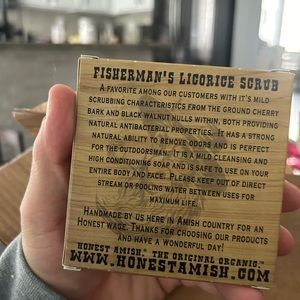 FISHERMAN'S LICORICE SCRUB
A FAVORITE AMONG OUR CUSTOMERS WITH IT'S MILD
SCRUBBING CHARACTERISTICS FROM THE GROUND CHERRY
BARK AND BLACK WALNUT HULLS WITHIN, BOTH PROVIDING
NATURAL ANTIBACTERIAL PROPERTIES. IT HAS A STRONG
NATURAL ABILITY TO REMOVE ODORS AND IS PERFECT
FOR THE OUTDOORSMAN. IT IS A MILD CLEANSING AND
HIGH CONDITIONING SOAP AND IS SAFE TO USE ON YOUR
ENTIRE BODY AND FACE. PLEASE KEEP OUT OF DIRECT
STREAM OR POOLING WATER BETWEEN USES FOR
MAXIMUM LIFE.
HANDMADE BY US HERE IN AMISH COUNTRY FOR AN
HONEST WAGE. THANKS FOR CHOOSING OUR PRODUCTS
AND HAVE A WONDERFUL DAY!
HONEST AMISH™ THE ORIGINAL ORGANIC™
WWW.HONESTAMISH.COM